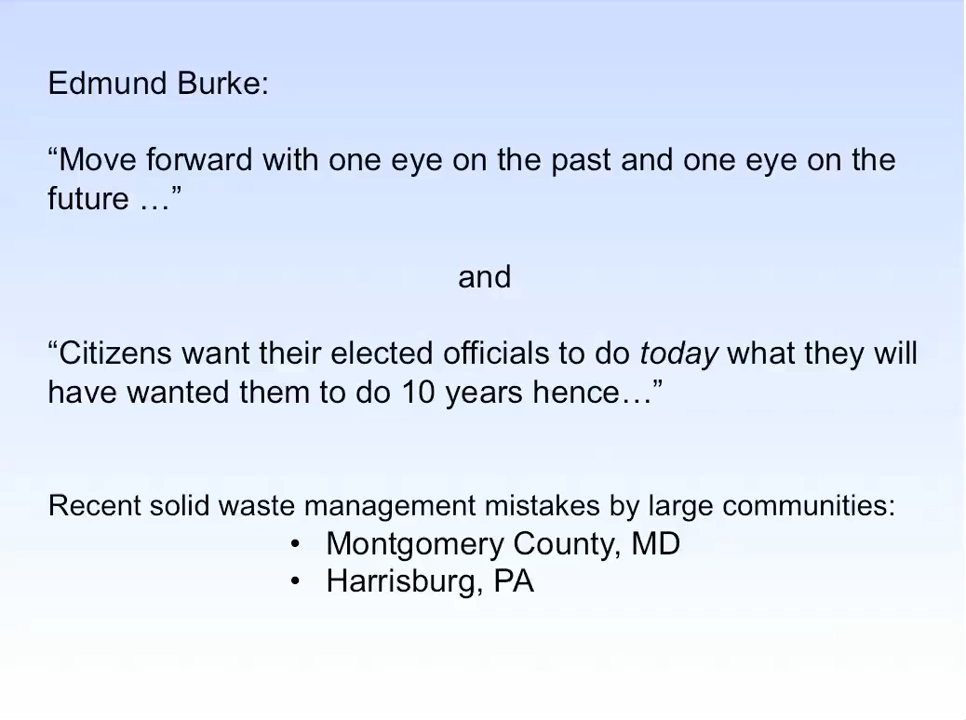 Edmund Burke:
“Move forward with one eye on the past and one eye on the
future …”
and
“Citizens want their elected officials to do today what they will
have wanted them to do 10 years hence…”
Recent solid waste management mistakes by large communities:
• Montgomery County, MD
• Harrisburg, PA